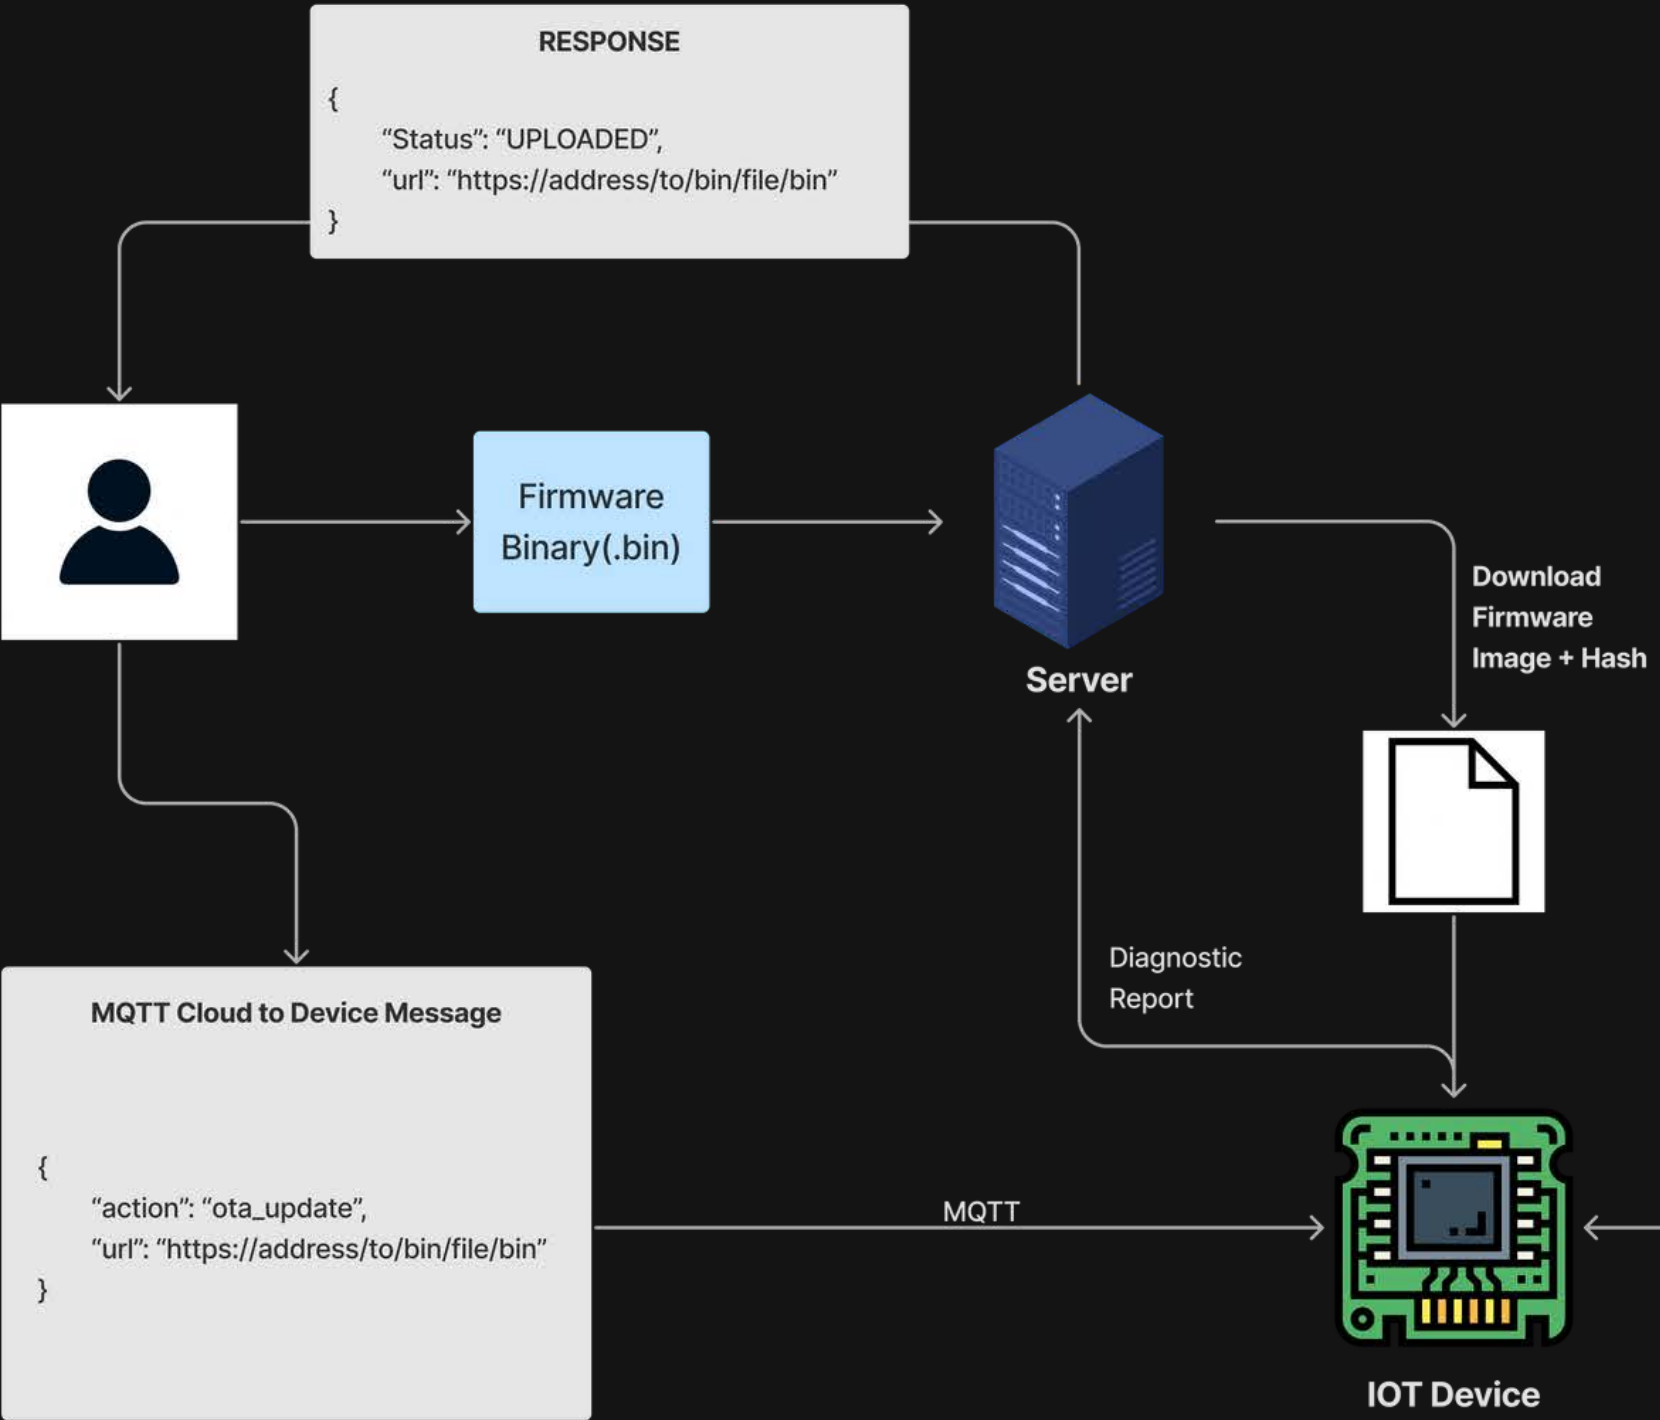 RESPONSE
{
“Status”: “UPLOADED”,
“url”: “https://address/to/bin/file/bin”
}
Firmware
Binary(.bin)
Server
Download
Firmware
Image + Hash
Diagnostic
Report
MQTT Cloud to Device Message
{
“action”: “ota_update”,
“url”: “https://address/to/bin/file/bin”
}
MQTT
IOT Device